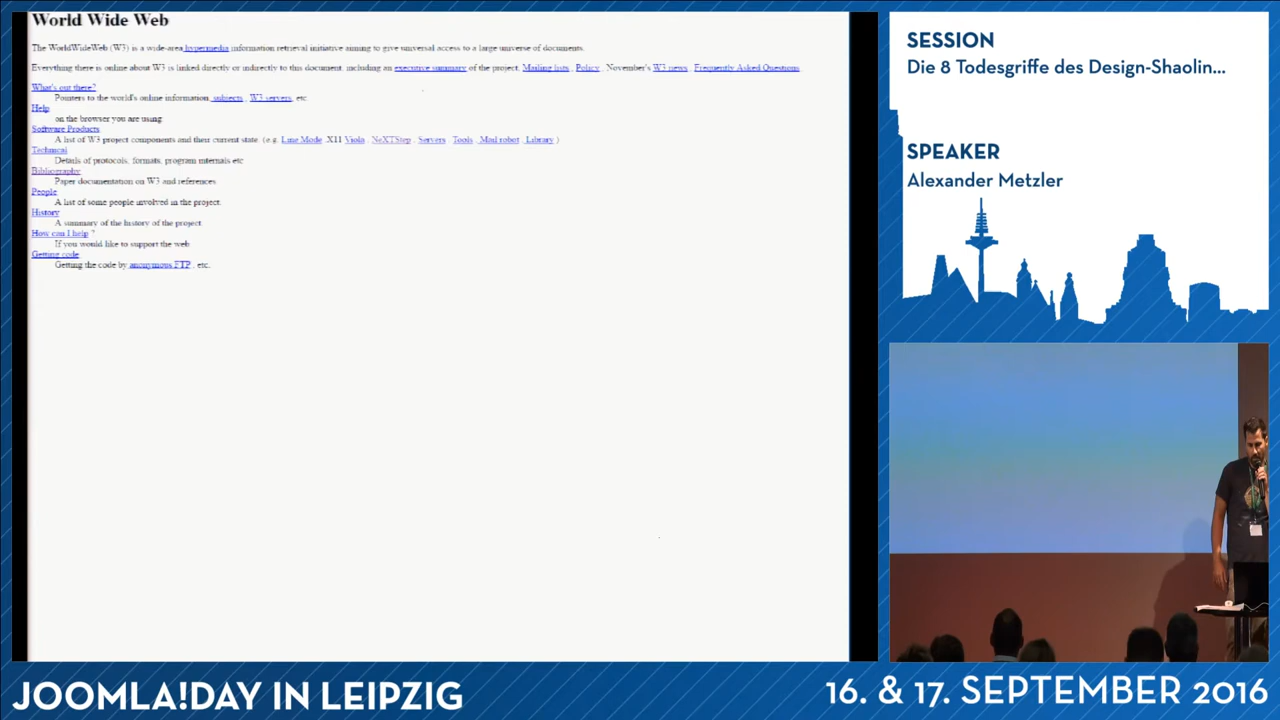 World Wide Web
The WorldWideWeb (W3) is a wide-area hypermedia information retrieval initiative aiming to give universal access to a large universe of documents.
Everything there is online about W3 is linked directly or indirectly to this document, including an executive summary of the project, Mailing lists , Policy , November's W3 news , Frequently Asked Questions .
What's out there?
Pointers to the world's online information, subjects , W3 servers, etc.
Help
on the browser you are using
Software Products
A list of W3 project components and their current state. (e.g. Line Mode ,X11 Viola , NeXTStep , Servers , Tools , Mail robot , Library )
Technical
Details of protocols, formats, program internals etc
Bibliography
Paper documentation on W3 and references.
People
A list of some people involved in the project.
History
A summary of the history of the project.
How can I help ?
If you would like to support the web..
Getting code
Getting the code by anonymous FTP , etc.
SESSION
Die 8 Todesgriffe des Design-Shaolin...
SPEAKER
Alexander Metzler
JOOMLA!DAY IN LEIPZIG
16. & 17. SEPTEMBER 2016